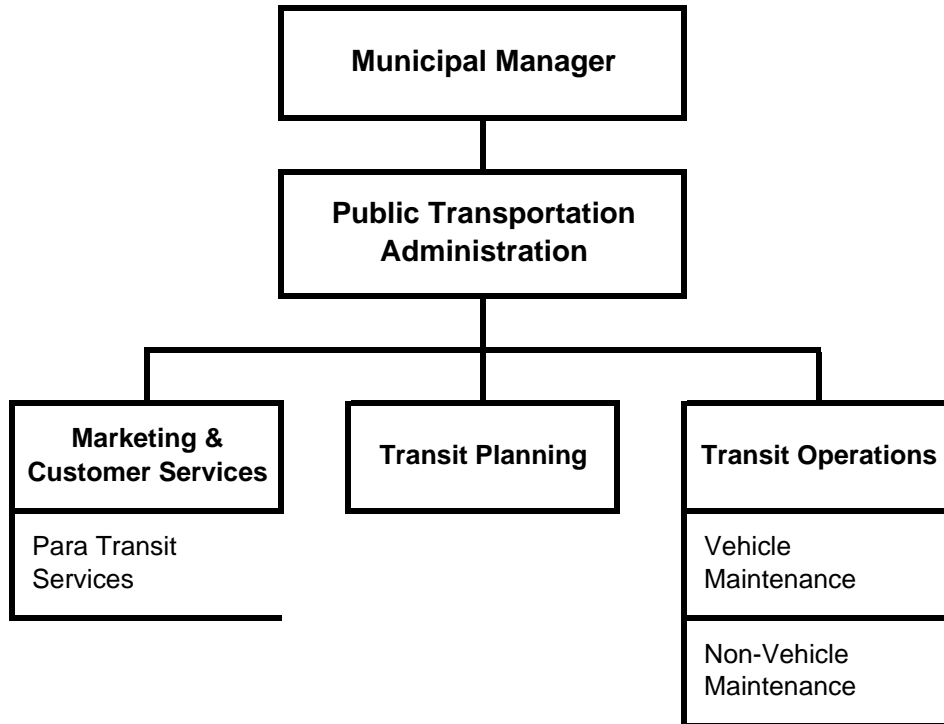 Municipal Manager
Public Transportation
Administration
Marketing &
Customer Services
Para Transit
Services
Transit Planning
Transit Operations
Vehicle
Maintenance
Non-Vehicle
Maintenance